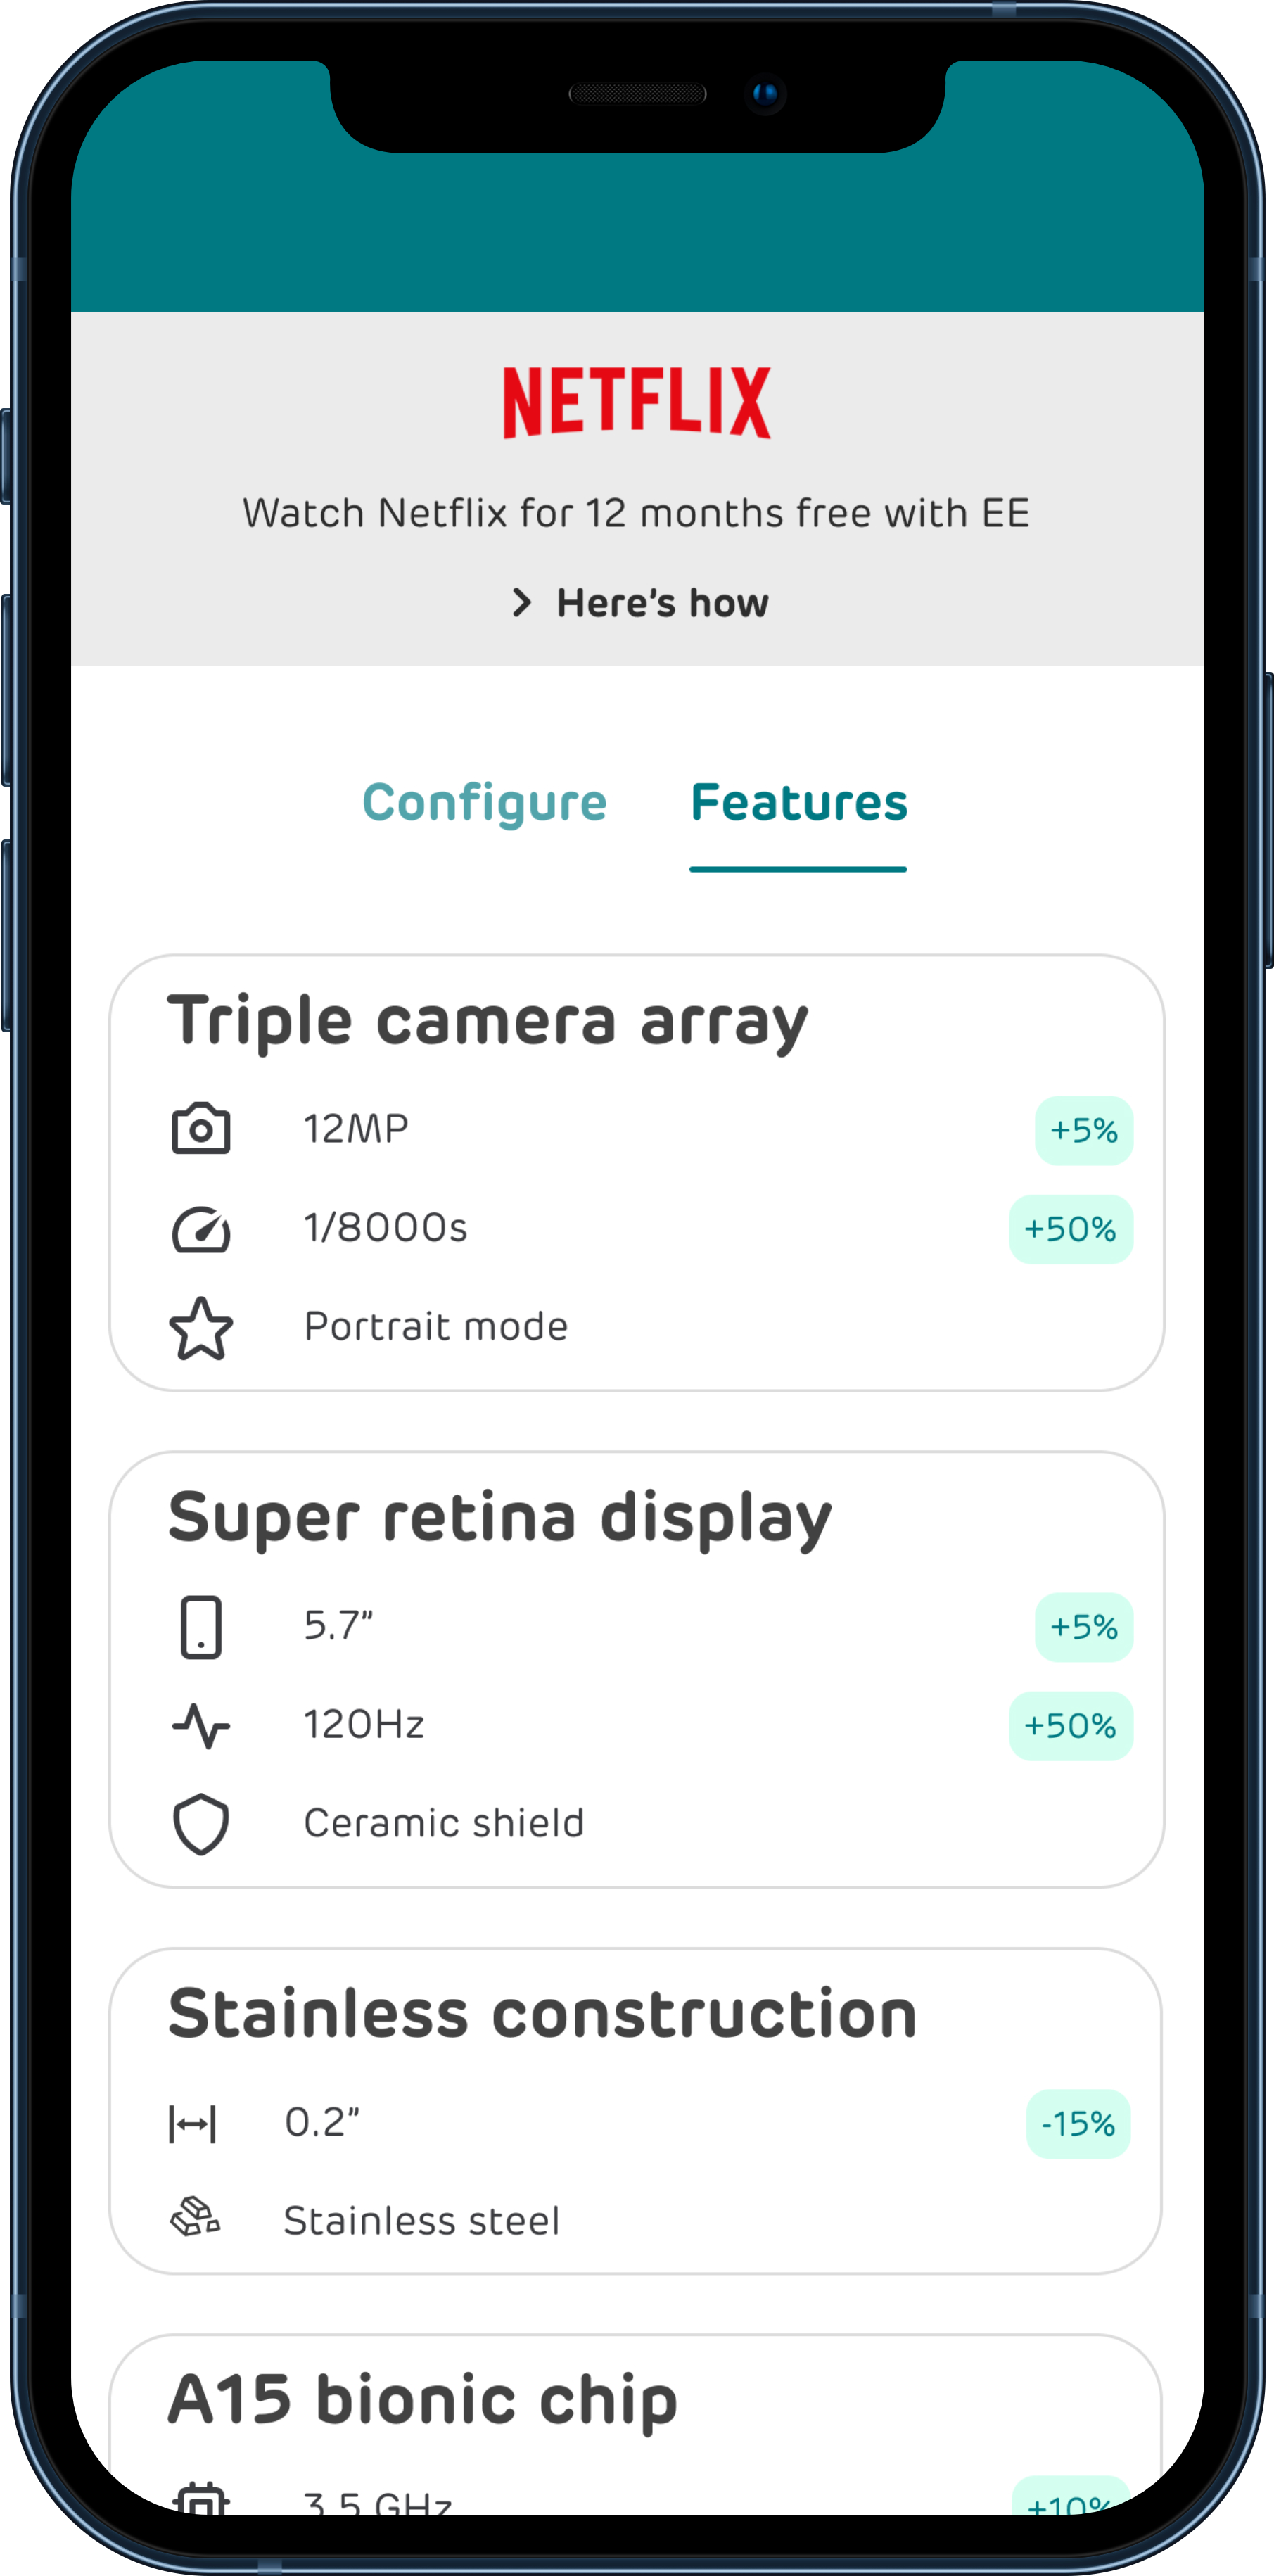 NETFLIX
Watch Netflix for 12 months free with EE
Here’s how
Configure Features
Triple camera array
12MP +5%
1/8000s +50%
Portrait mode
Super retina display
5.7” +5%
120Hz +50%
Ceramic shield
Stainless construction
0.2” -15%
Stainless steel
A15 bionic chip
3.5 GHz +10%